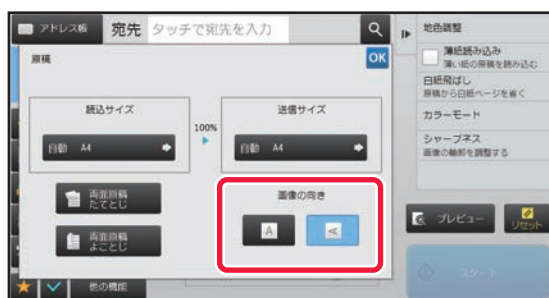 アドレス帳
宛先
タッチで宛先を入力
原稿
OK
読込サイズ
自動 A4
100%
送信サイズ
自動 A4
両面原稿
たてとじ
両面原稿
よことじ
画像の向き
A
A
他の機能
地色調整
薄紙読み込み
薄い紙の原稿を読み込む
白紙飛ばし
原稿から白紙ページを省く
カラーモード
シャープネス
画像の輪郭を調整する
プレビュー
リセット
スタート